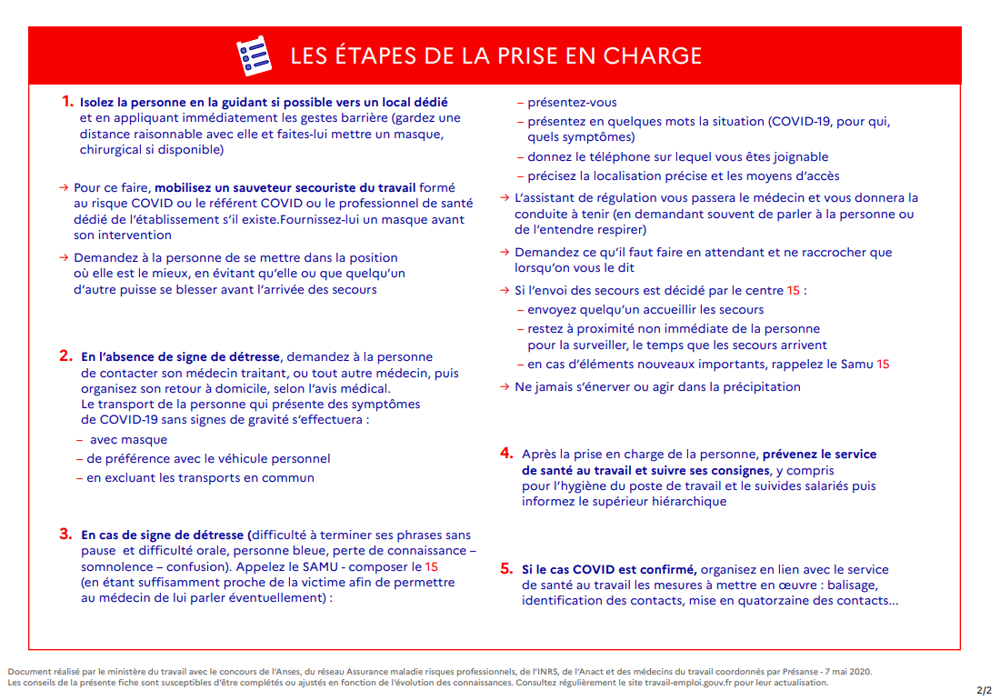 LES ÉTAPES DE LA PRISE EN CHARGE
1. Isolez la personne en la guidant si possible vers un local dédié
et en appliquant immédiatement les gestes barrière (gardez une
distance raisonnable avec elle et faites-lui mettre un masque,
chirurgical si disponible)
→ Pour ce faire, mobilisez un sauveteur secouriste du travail formé
au risque COVID ou le référent COVID ou le professionnel de santé
dédié de l’établissement s’il existe.Fournissez-lui un masque avant
son intervention
→ Demandez à la personne de se mettre dans la position
où elle est le mieux, en évitant qu’elle ou que quelqu’un
d’autre puisse se blesser avant l’arrivée des secours
2. En l’absence de signe de détresse, demandez à la personne
de contacter son médecin traitant, ou tout autre médecin, puis
organisez son retour à domicile, selon l’avis médical.
Le transport de la personne qui présente des symptômes
de COVID-19 sans signes de gravité s’effectuera :
– avec masque
– de préférence avec le véhicule personnel
– en excluant les transports en commun
3. En cas de signe de détresse (difficulté à terminer ses phrases sans
pause et difficulté orale, personne bleue, perte de connaissance –
somnolence – confusion). Appelez le SAMU - composer le 15
(en étant suffisamment proche de la victime afin de permettre
au médecin de lui parler éventuellement) :
– présentez-vous
– présentez en quelques mots la situation (COVID-19, pour qui,
quels symptômes)
– donnez le téléphone sur lequel vous êtes joignable
– précisez la localisation précise et les moyens d’accès
→ L’assistant de régulation vous passera le médecin et vous donnera la
conduite à tenir (en demandant souvent de parler à la personne ou
de l’entendre respirer)
→ Demandez ce qu’il faut faire en attendant et ne raccrocher que
lorsqu’on vous le dit
→ Si l’envoi des secours est décidé par le centre 15 :
– envoyez quelqu’un accueillir les secours
– restez à proximité non immédiate de la personne
pour la surveiller, le temps que les secours arrivent
– en cas d’éléments nouveaux importants, rappelez le Samu 15
→ Ne jamais s’énerver ou agir dans la précipitation
4. Après la prise en charge de la personne, prévenez le service
de santé au travail et suivre ses consignes, y compris
pour l’hygiène du poste de travail et le suivides salariés puis
informez le supérieur hiérarchique
5. Si le cas COVID est confirmé, organisez en lien avec le service
de santé au travail les mesures à mettre en œuvre : balisage,
identification des contacts, mise en quatorzaine des contacts...
Document réalisé par le ministère du travail avec le concours de l’Anses, du réseau Assurance maladie risques professionnels, de l’INRS, de l’Anact et des médecins du travail coordonnés par Présanse - 7 mai 2020.
Les conseils de la présente fiche sont susceptibles d’être complétés ou ajustés en fonction de l’évolution des connaissances. Consultez régulièrement le site travail-emploi.gouv.fr pour leur actualisation.
2/2